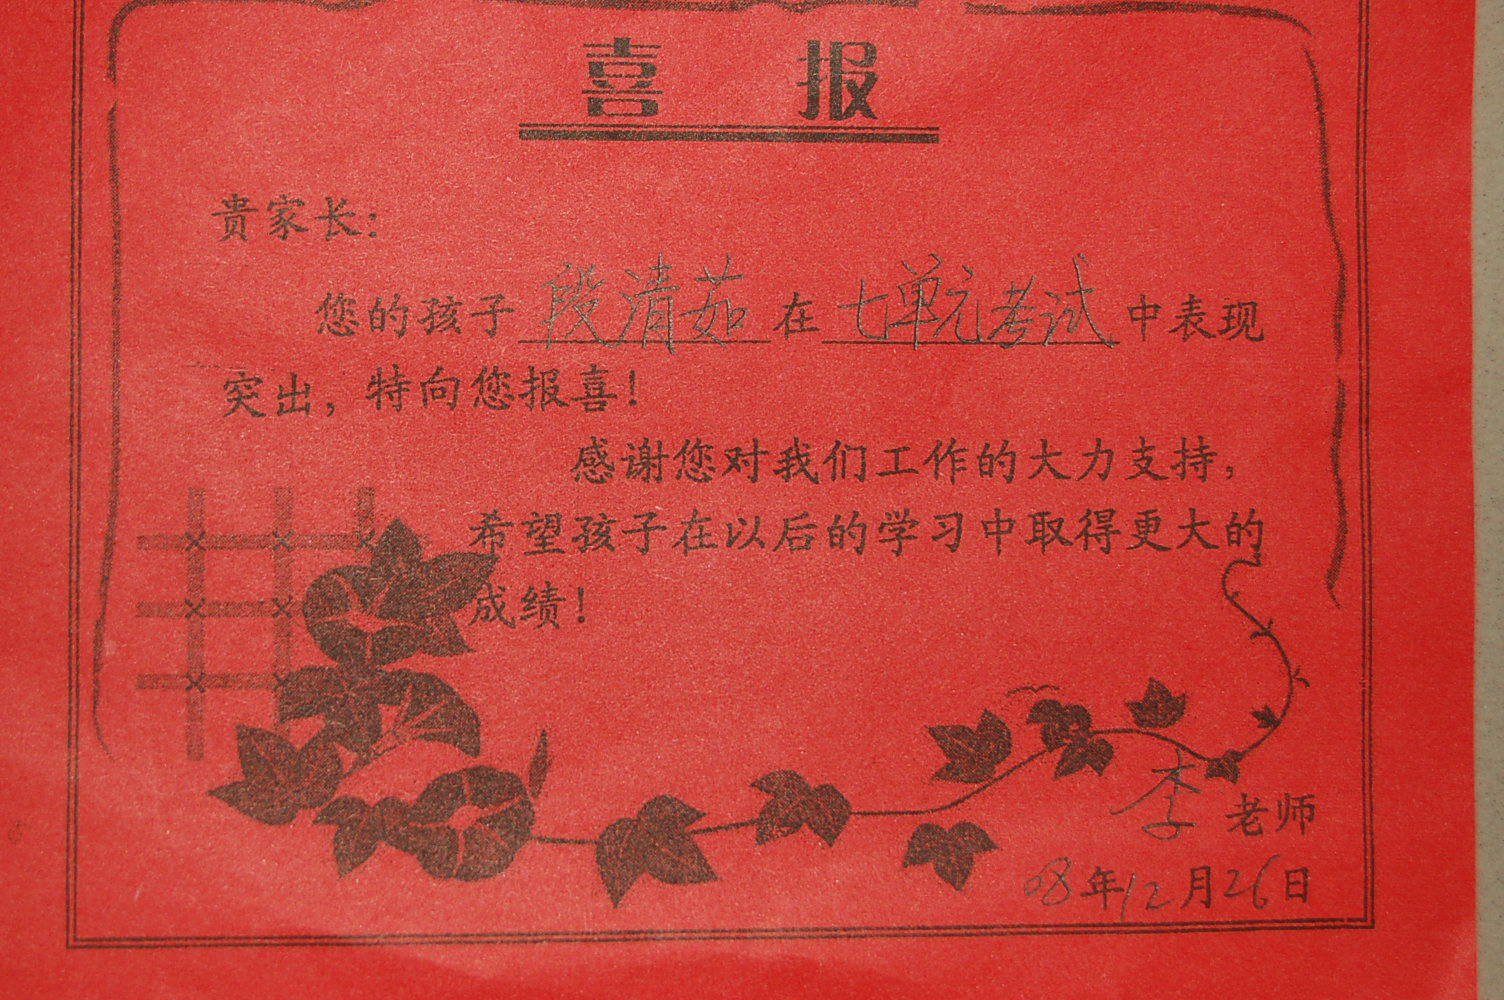 喜报
贵家长：
您的孩子 段清茹 在 七单元考试 中表现
突出，特向您报喜！
感谢您对我们工作的大力支持，
希望孩子在以后的学习中取得更大的
成绩！
李 老师
08年12月26日